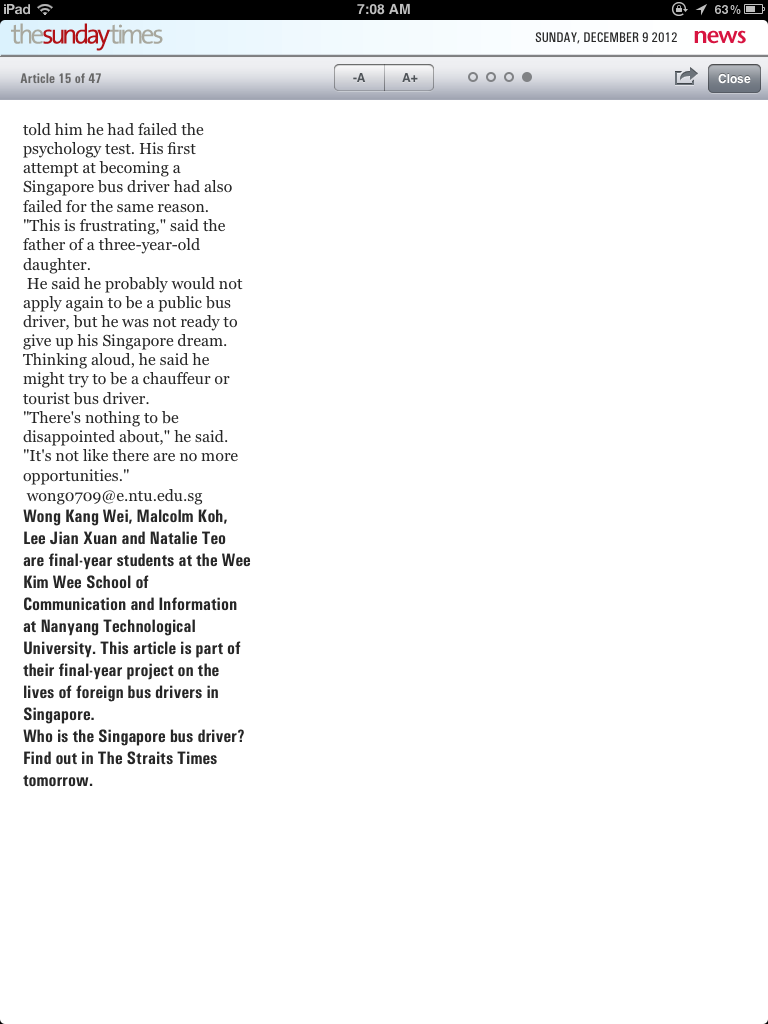 iPad 7:08 AM 63%
thesundaytimes SUNDAY, DECEMBER 9 2012 news
Article 15 of 47 -A A+ Close
told him he had failed the
psychology test. His first
attempt at becoming a
Singapore bus driver had also
failed for the same reason.
"This is frustrating," said the
father of a three-year-old
daughter.
He said he probably would not
apply again to be a public bus
driver, but he was not ready to
give up his Singapore dream.
Thinking aloud, he said he
might try to be a chauffeur or
tourist bus driver.
"There's nothing to be
disappointed about," he said.
"It's not like there are no more
opportunities."
wong0709@e.ntu.edu.sg
Wong Kang Wei, Malcolm Koh,
Lee Jian Xuan and Natalie Teo
are final-year students at the Wee
Kim Wee School of
Communication and Information
at Nanyang Technological
University. This article is part of
their final-year project on the
lives of foreign bus drivers in
Singapore.
Who is the Singapore bus driver?
Find out in The Straits Times
tomorrow.